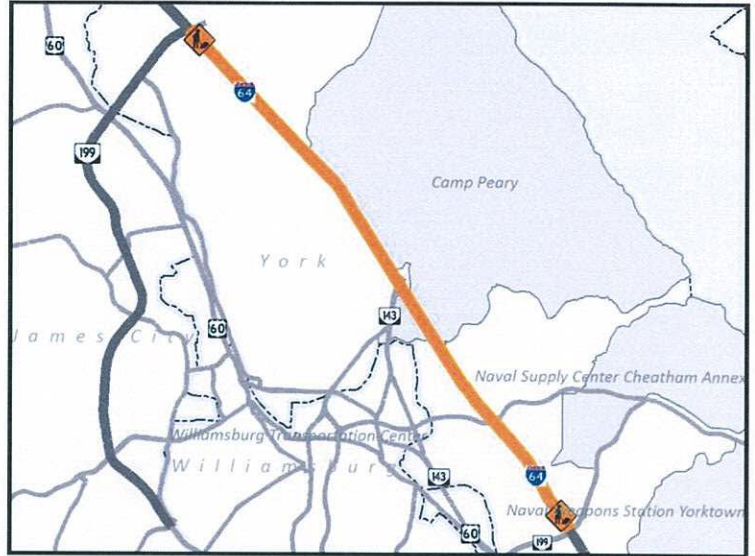 60
64
199
Camp Peary
York
143
60
James City
Naval Supply Center Cheatham Annex
Williamsburg Transportation Center
Williamsburg
143
64
Naval Weapons Station Yorktown
60
199